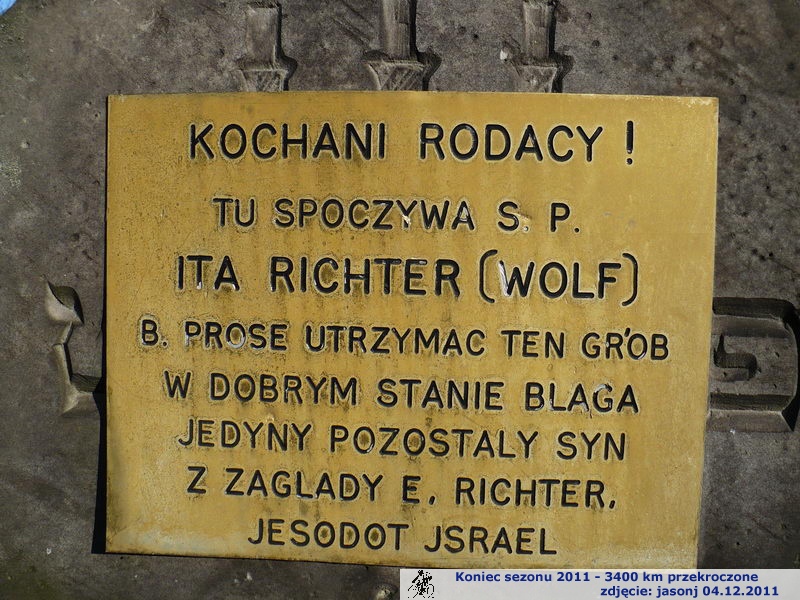 KOCHANI RODACY !
TU SPOCZYWA S. P.
ITA RICHTER (WOLF)
B. PROSE UTRZYMAC TEN GRÓB
W DOBRYM STANIE BLAGA
JEDYNY POZOSTALY SYN
Z ZAGLADY E. RICHTER,
JESODOT JSRAEL
Koniec sezonu 2011 - 3400 km przekroczone
zdjęcie: jasonj 04.12.2011